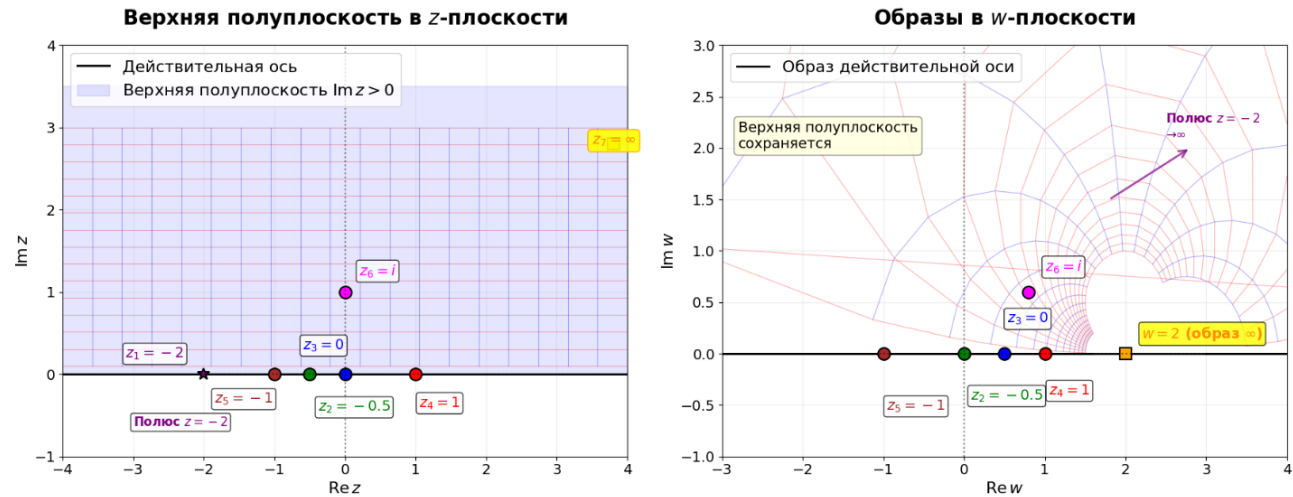 Верхняя полуплоскость в z-плоскости
Действительная ось
Верхняя полуплоскость Im z > 0
z₇ = ∞
z₆ = i
z₃ = 0
z₁ = −2
z₅ = −1
z₂ = −0.5
z₄ = 1
Полюс z = −2
4
3
2
1
0
−1
Im z
−4
−3
−2
−1
0
1
2
3
4
Re z
Образы в w-плоскости
Образ действительной оси
Верхняя полуплоскость
сохраняется
Полюс z = −2
→∞
z₆ = i
z₃ = 0
w = 2 (образ ∞)
z₅ = −1
z₂ = −0.5
z₄ = 1
3.0
2.5
2.0
1.5
1.0
0.5
0.0
−0.5
−1.0
Im w
−3
−2
−1
0
1
2
3
4
Re w